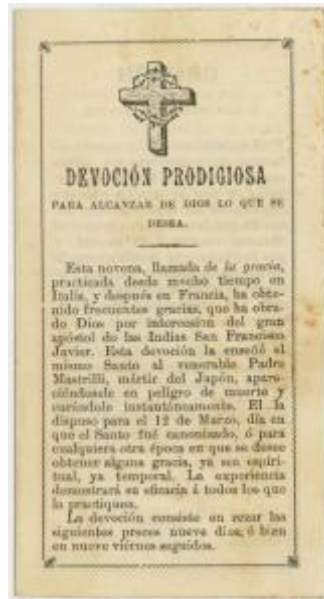 DEVOCIÓN PRODIGIOSA
PARA ALCANZAR DE DIOS LO QUE SE
DESEA.
Esta novena, llamada de la gracia,
practicada desde mucho tiempo en
Italia, y después en Francia, ha obte-
nido frecuentes gracias, que ha obra-
do Dios por intercesion del gran
apóstol de las Indias San Francisco
Javier. Esta devoción la enseñó el
mismo Santo al venerable Padre
Mastrilli, mártir del Japón, apare-
ciéndosele en peligro de muerte y
curándole instantáneamente. El la
dispuso para el 12 de Marzo, día en
que el Santo fué canonizado, ó para
cualquiera otra época en que se desee
obtener alguna gracia, ya sea espiri-
tual, ya temporal. La experiencia
demostrará su eficacia á todos los que
la practiquen.
La devoción consiste en rezar las
siguientes preces nueve días, ó bien
en nueve viérnes seguidos.